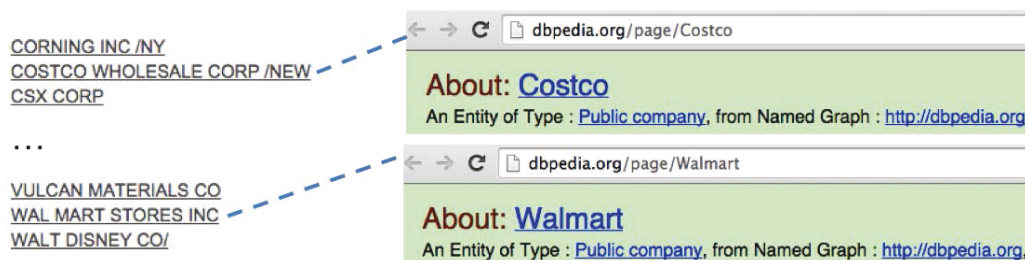 CORNING INC /NY
COSTCO WHOLESALE CORP /NEW
CSX CORP
...
VULCAN MATERIALS CO
WAL MART STORES INC
WALT DISNEY CO/
dbpedia.org/page/Costco
About: Costco
An Entity of Type : Public company, from Named Graph : http://dbpedia.org
dbpedia.org/page/Walmart
About: Walmart
An Entity of Type : Public company, from Named Graph : http://dbpedia.org,